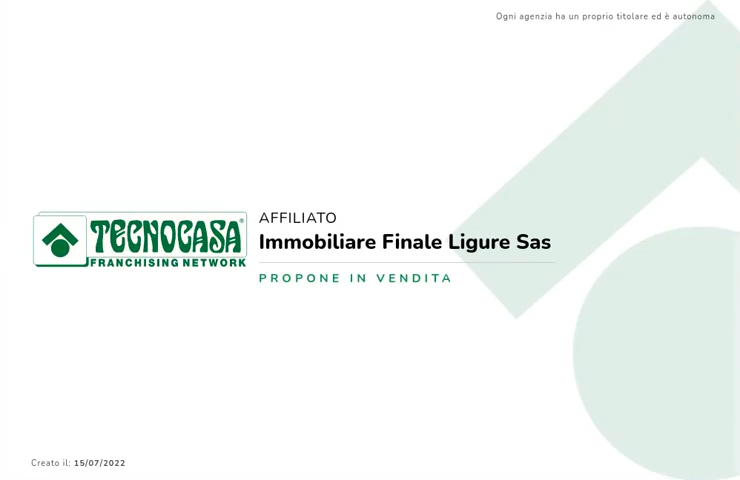 Ogni agenzia ha un proprio titolare ed è autonoma
AFFILIATO
TECNOCASA®
Immobiliare Finale Ligure Sas
FRANCHISING NETWORK
PROPONE IN VENDITA
Creato il: 15/07/2022